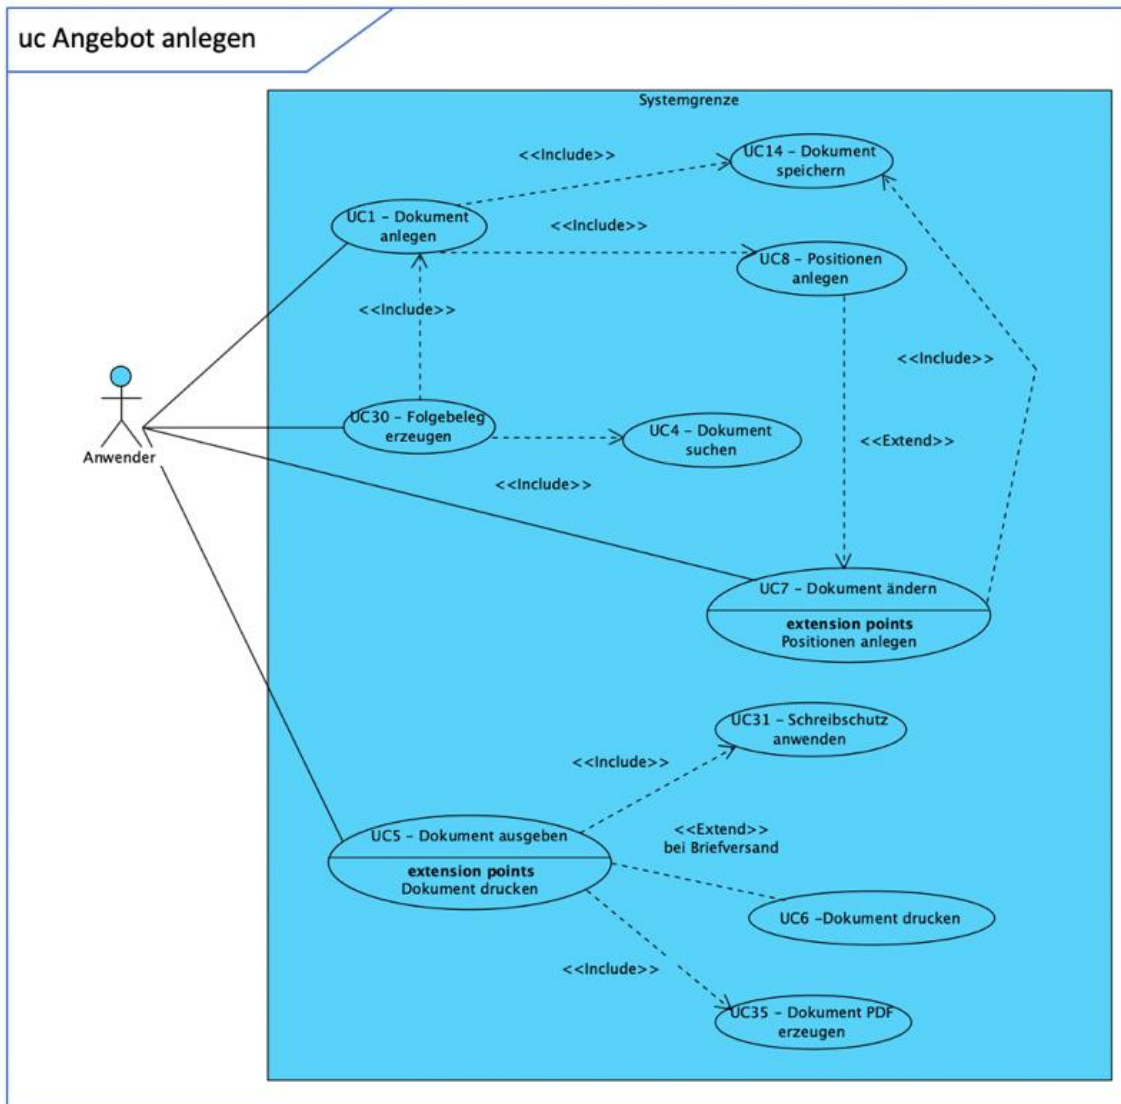 uc Angebot anlegen
Systemgrenze
<<Include>>
UC14 - Dokument
speichern
UC1 - Dokument
anlegen
<<Include>>
UC8 - Positionen
anlegen
<<Include>>
<<Include>>
UC30 - Folgebeleg
erzeugen
UC4 - Dokument
suchen
<<Extend>>
Anwender
<<Include>>
UC7 - Dokument ändern
extension points
Positionen anlegen
UC31 - Schreibschutz
anwenden
<<Include>>
UC5 - Dokument ausgeben
extension points
Dokument drucken
<<Extend>>
bei Briefversand
UC6 -Dokument drucken
<<Include>>
UC35 - Dokument PDF
erzeugen